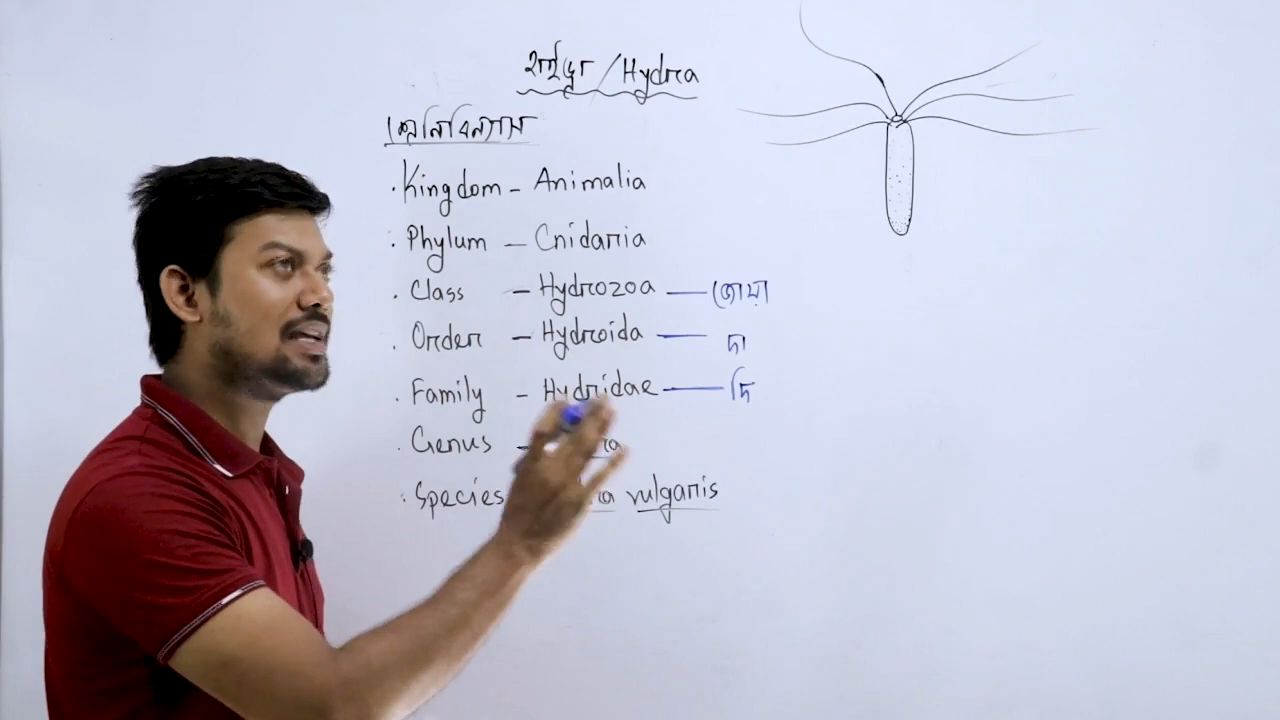 হাইড্রা / Hydra
শ্রেণিবিন্যাস
· Kingdom - Animalia
· Phylum - Cnidaria
· Class - Hydrozoa — জোয়া
· Order - Hydroida — দা
· Family - Hydridae — দি
· Genus -
· Species vulgaris